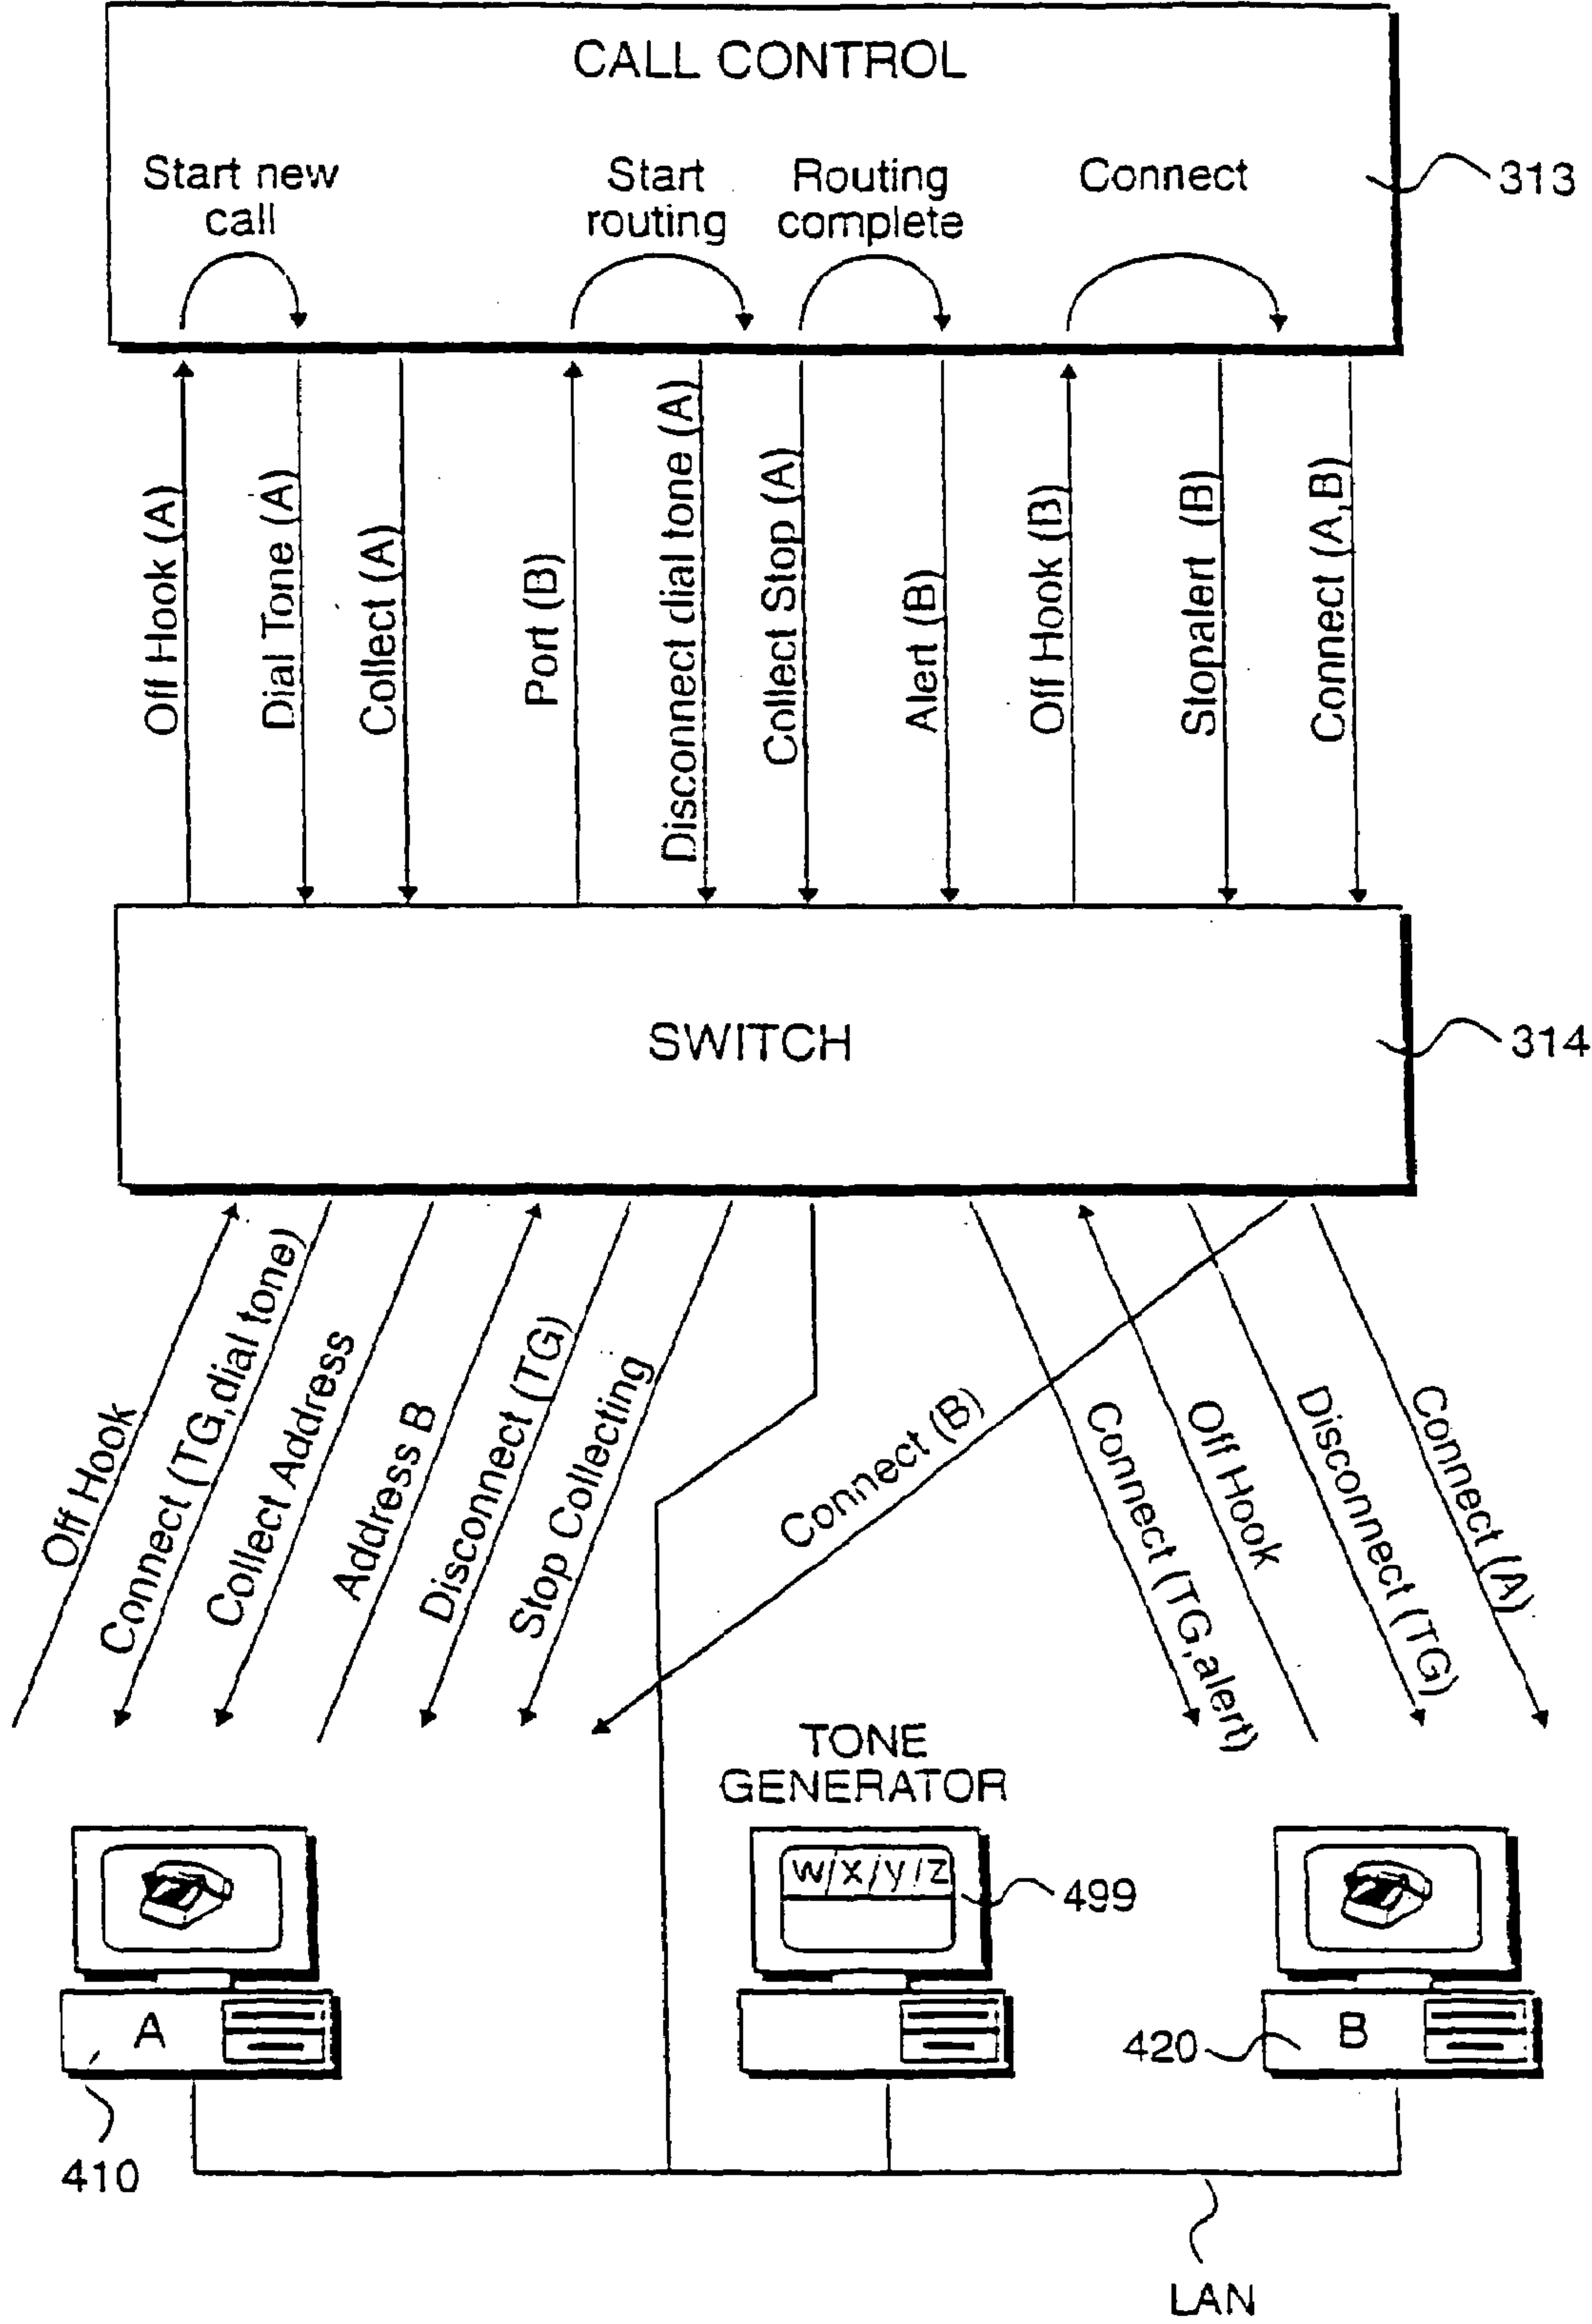 CALL CONTROL
Start new
call
Start
routing
Routing
complete
Connect
313
Off Hook (A)
Dial Tone (A)
Collect (A)
Port (B)
Disconnect dial tone (A)
Collect Stop (A)
Alert (B)
Off Hook (B)
Stopalert (B)
Connect (A,B)
SWITCH
314
Off Hook
Connect (TG,dial tone)
Collect Address
Address B
Disconnect (TG)
Stop Collecting
Connect (B)
Connect (TG,alert)
Off Hook
Disconnect (TG)
Connect (A)
TONE
GENERATOR
w/x/y/z
499
A
B
420
410
LAN